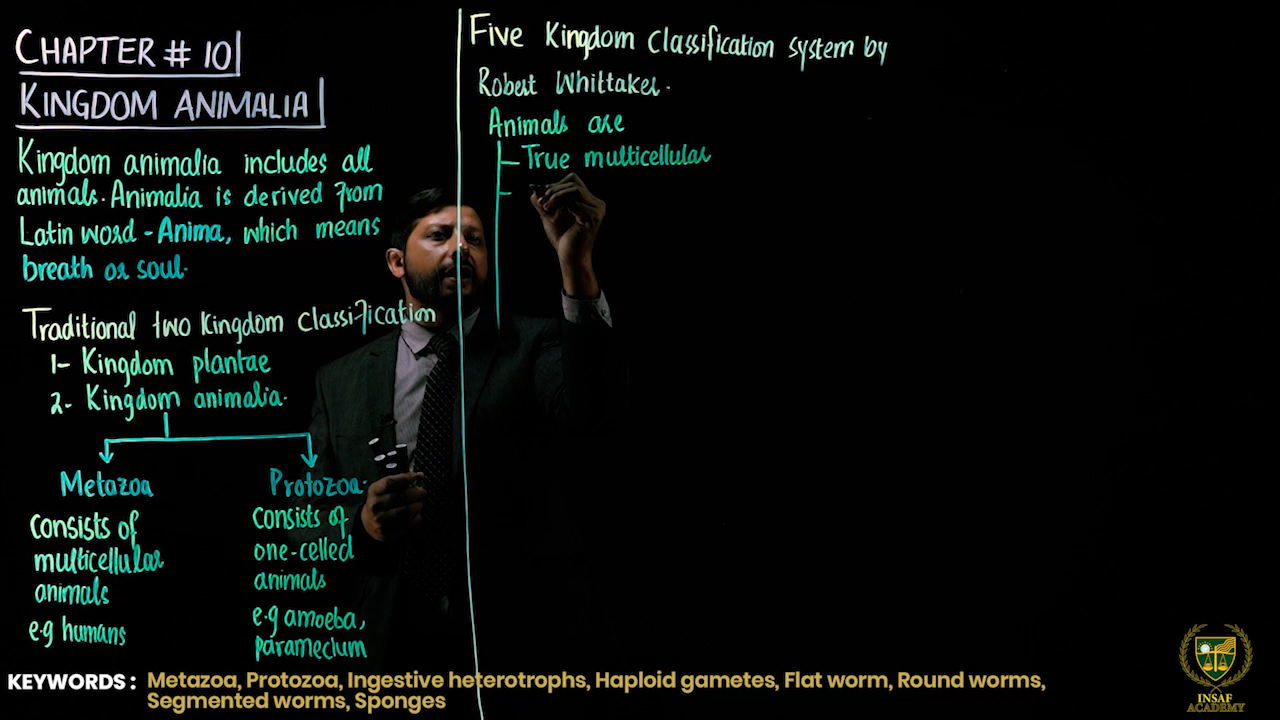 CHAPTER # 10
KINGDOM ANIMALIA
Kingdom animalia includes all
animals. Animalia is derived from
Latin word - Anima, which means
breath or soul.
Traditional two Kingdom Classification
1- Kingdom plantae
2- Kingdom animalia.
Metazoa
consists of
multicellular
animals
e.g humans
Protozoa.
consists of
one-celled
animals
e.g amoeba,
paramecium
Five Kingdom Classification system by
Robert Whittaker.
Animals are
True multicellular
KEYWORDS : Metazoa, Protozoa, Ingestive heterotrophs, Haploid gametes, Flat worm, Round worms,
Segmented worms, Sponges
INSAF
ACADEMY